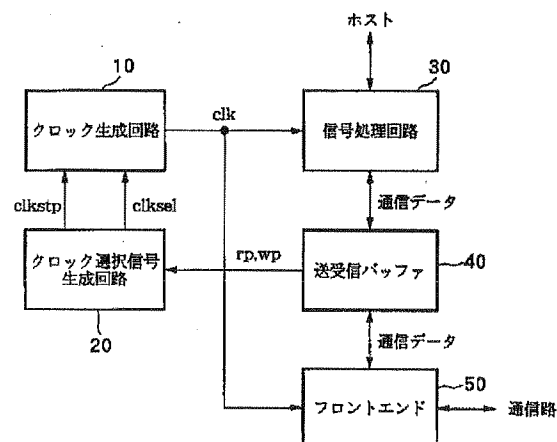 ホスト
10
30
クロック生成回路
clk
信号処理回路
clkstp
clksel
通信データ
クロック選択信号
生成回路
rp,wp
送受信バッファ
40
20
通信データ
50
フロントエンド
通信路